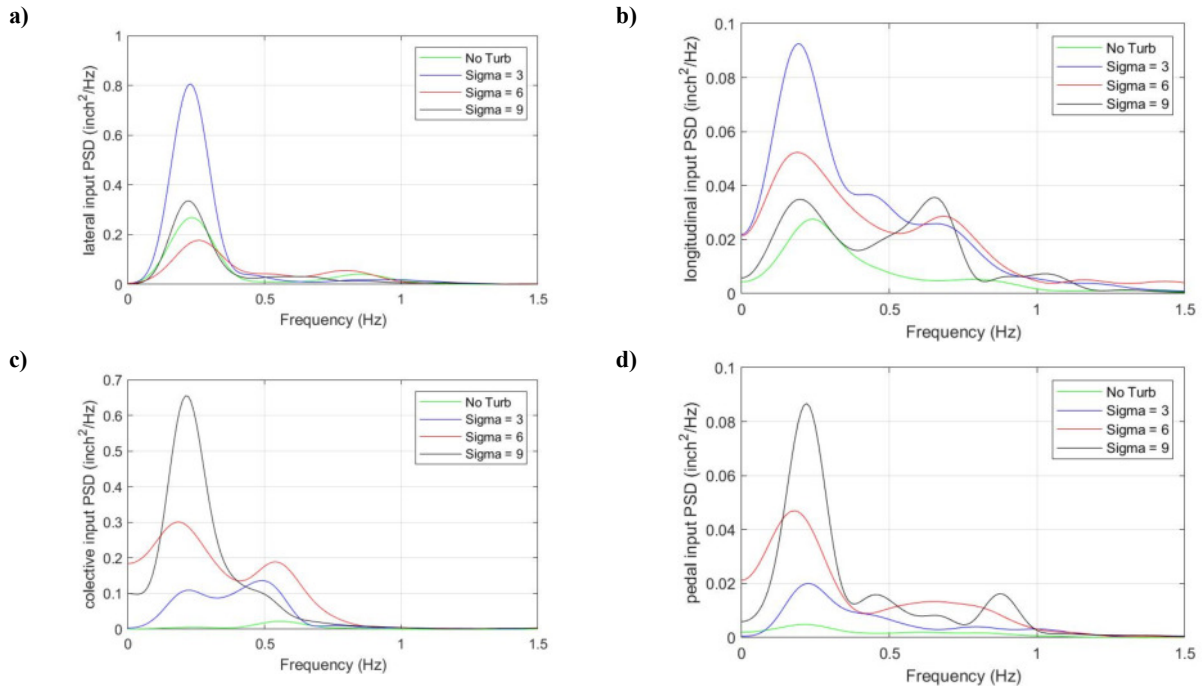 a)
lateral input PSD (inch²/Hz)
1
0.8
0.6
0.4
0.2
0
0
0.5
1
1.5
Frequency (Hz)
No Turb
Sigma = 3
Sigma = 6
Sigma = 9
b)
longitudinal input PSD (inch²/Hz)
0.1
0.08
0.06
0.04
0.02
0
0
0.5
1
1.5
Frequency (Hz)
No Turb
Sigma = 3
Sigma = 6
Sigma = 9
c)
colective input PSD (inch²/Hz)
0.7
0.6
0.5
0.4
0.3
0.2
0.1
0
0
0.5
1
1.5
Frequency (Hz)
No Turb
Sigma = 3
Sigma = 6
Sigma = 9
d)
pedal input PSD (inch²/Hz)
0.1
0.08
0.06
0.04
0.02
0
0
0.5
1
1.5
Frequency (Hz)
No Turb
Sigma = 3
Sigma = 6
Sigma = 9